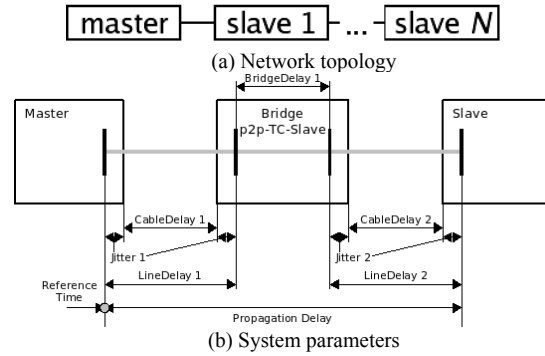 master slave 1 ... slave N
(a) Network topology
BridgeDelay 1
Master Bridge Slave
p2p-TC-Slave
CableDelay 1 CableDelay 2
Jitter 1 Jitter 2
LineDelay 1 LineDelay 2
Reference
Time
Propagation Delay
(b) System parameters